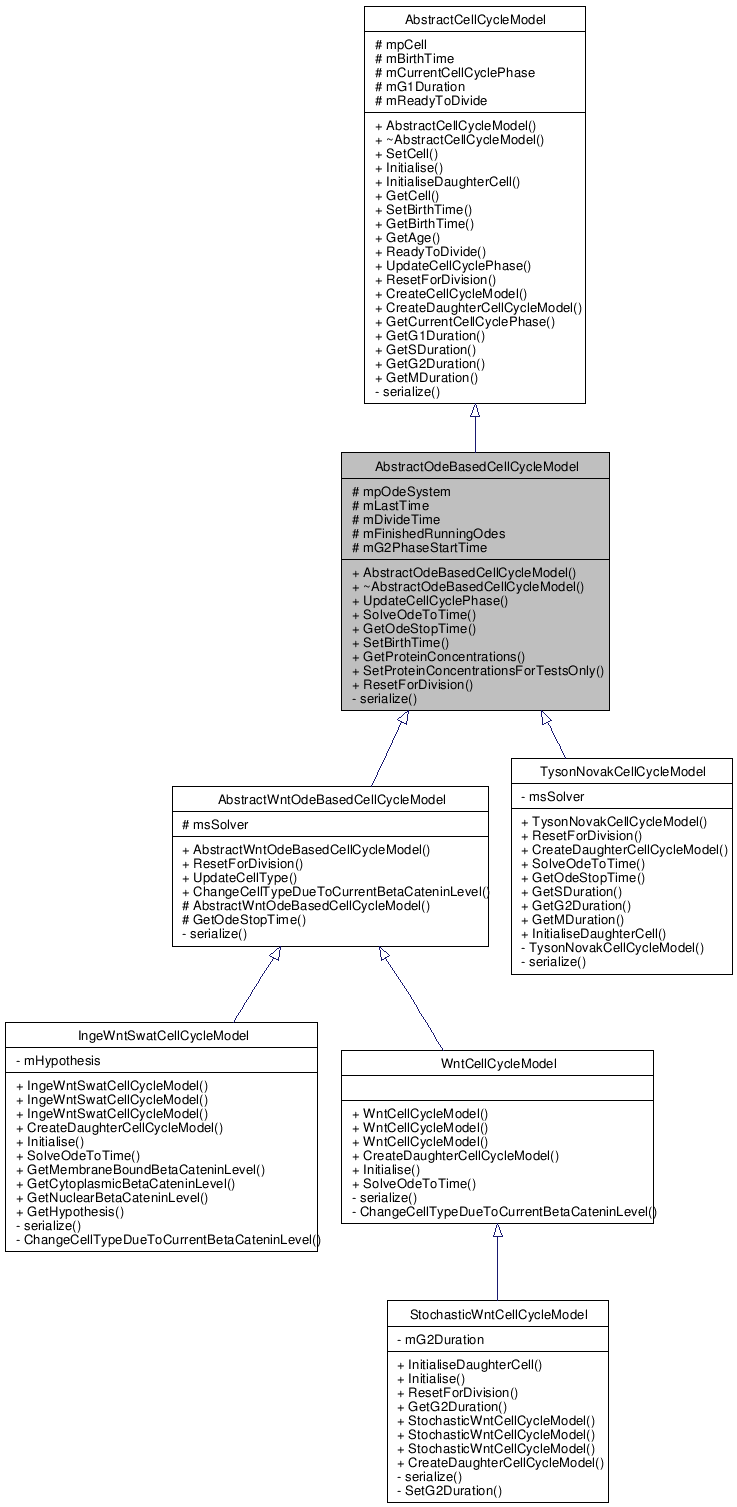 AbstractCellCycleModel
# mpCell
# mBirthTime
# mCurrentCellCyclePhase
# mG1Duration
# mReadyToDivide
+ AbstractCellCycleModel()
+ ~AbstractCellCycleModel()
+ SetCell()
+ Initialise()
+ InitialiseDaughterCell()
+ GetCell()
+ SetBirthTime()
+ GetBirthTime()
+ GetAge()
+ ReadyToDivide()
+ UpdateCellCyclePhase()
+ ResetForDivision()
+ CreateCellCycleModel()
+ CreateDaughterCellCycleModel()
+ GetCurrentCellCyclePhase()
+ GetG1Duration()
+ GetSDuration()
+ GetG2Duration()
+ GetMDuration()
- serialize()
AbstractOdeBasedCellCycleModel
# mpOdeSystem
# mLastTime
# mDivideTime
# mFinishedRunningOdes
# mG2PhaseStartTime
+ AbstractOdeBasedCellCycleModel()
+ ~AbstractOdeBasedCellCycleModel()
+ UpdateCellCyclePhase()
+ SolveOdeToTime()
+ GetOdeStopTime()
+ SetBirthTime()
+ GetProteinConcentrations()
+ SetProteinConcentrationsForTestsOnly()
+ ResetForDivision()
- serialize()
AbstractWntOdeBasedCellCycleModel
# msSolver
+ AbstractWntOdeBasedCellCycleModel()
+ ResetForDivision()
+ UpdateCellType()
+ ChangeCellTypeDueToCurrentBetaCateninLevel()
# AbstractWntOdeBasedCellCycleModel()
# GetOdeStopTime()
- serialize()
TysonNovakCellCycleModel
- msSolver
+ TysonNovakCellCycleModel()
+ ResetForDivision()
+ CreateDaughterCellCycleModel()
+ SolveOdeToTime()
+ GetOdeStopTime()
+ GetSDuration()
+ GetG2Duration()
+ GetMDuration()
+ InitialiseDaughterCell()
- TysonNovakCellCycleModel()
- serialize()
IngeWntSwatCellCycleModel
- mHypothesis
+ IngeWntSwatCellCycleModel()
+ IngeWntSwatCellCycleModel()
+ IngeWntSwatCellCycleModel()
+ CreateDaughterCellCycleModel()
+ Initialise()
+ SolveOdeToTime()
+ GetMembraneBoundBetaCateninLevel()
+ GetCytoplasmicBetaCateninLevel()
+ GetNuclearBetaCateninLevel()
+ GetHypothesis()
- serialize()
- ChangeCellTypeDueToCurrentBetaCateninLevel()
WntCellCycleModel
+ WntCellCycleModel()
+ WntCellCycleModel()
+ WntCellCycleModel()
+ CreateDaughterCellCycleModel()
+ Initialise()
+ SolveOdeToTime()
- serialize()
- ChangeCellTypeDueToCurrentBetaCateninLevel()
StochasticWntCellCycleModel
- mG2Duration
+ InitialiseDaughterCell()
+ Initialise()
+ ResetForDivision()
+ GetG2Duration()
+ StochasticWntCellCycleModel()
+ StochasticWntCellCycleModel()
+ StochasticWntCellCycleModel()
+ CreateDaughterCellCycleModel()
- serialize()
- SetG2Duration()